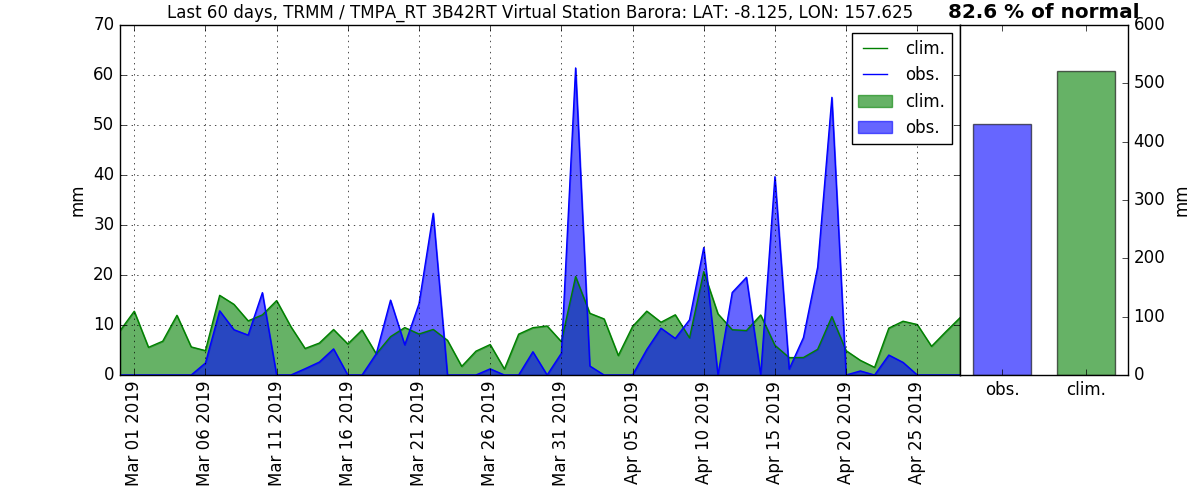 Last 60 days, TRMM / TMPA_RT 3B42RT Virtual Station Barora: LAT: -8.125, LON: 157.625
82.6 % of normal
70
60
50
40
30
20
10
0
mm
clim.
obs.
clim.
obs.
600
500
400
300
200
100
0
mm
obs.
clim.
Mar 01 2019
Mar 06 2019
Mar 11 2019
Mar 16 2019
Mar 21 2019
Mar 26 2019
Mar 31 2019
Apr 05 2019
Apr 10 2019
Apr 15 2019
Apr 20 2019
Apr 25 2019